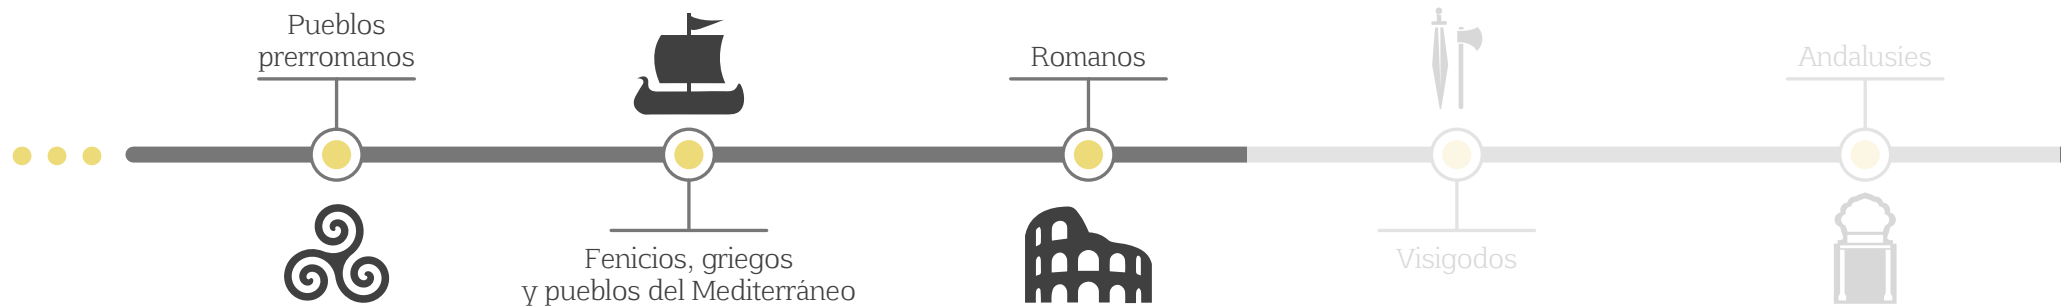 Pueblos
prerromanos
Fenicios, griegos
y pueblos del Mediterráneo
Romanos
Visigodos
Andalusíes